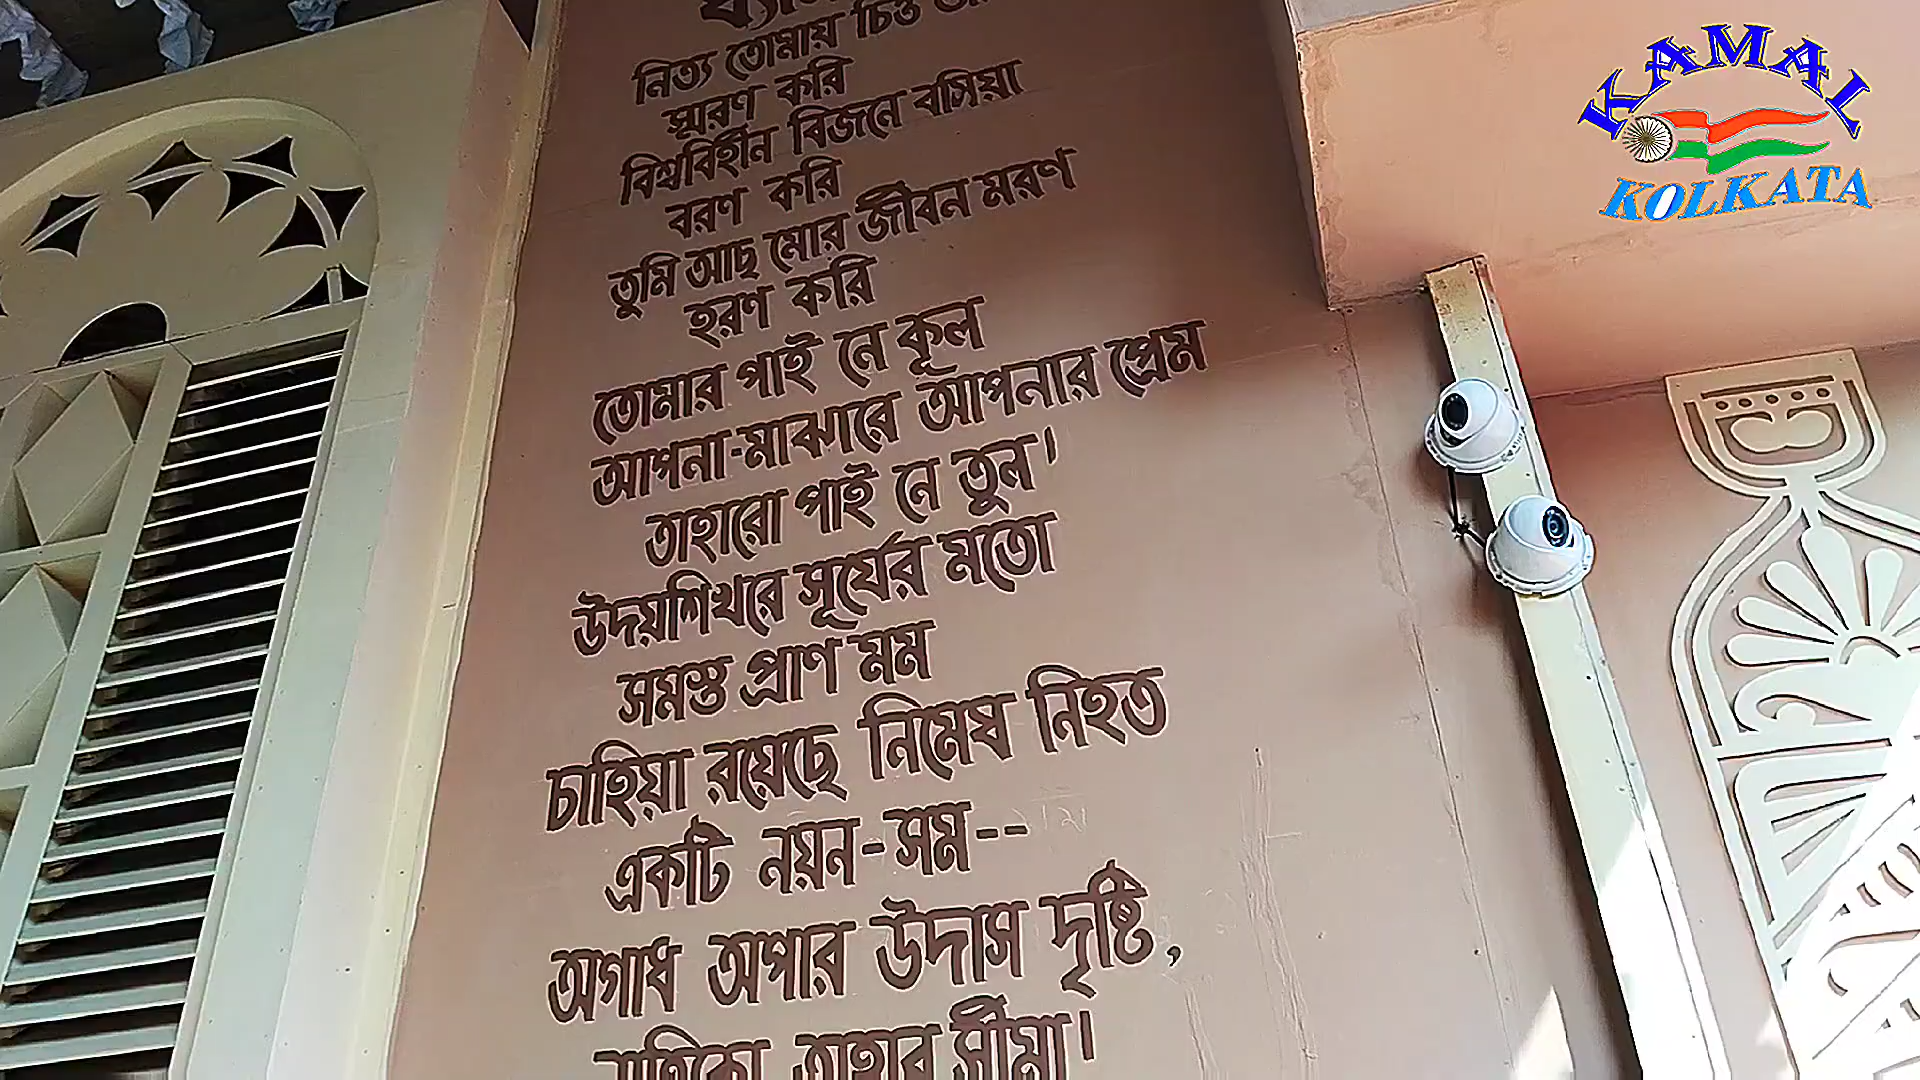 নিত্য তোমায় চিত্ত
স্মরণ করি
বিশ্ববিহীন বিজনে বসিয়া
বরণ করি
তুমি আছ মোর জীবন মরণ
হরণ করি
তোমার পাই নে কূল
আপনা-মাঝারে আপনার প্রেম
তাহারো পাই নে তুল।
উদয়শিখরে সূর্যের মতো
সমস্ত প্রাণ মম
চাহিয়া রয়েছে নিমেষ নিহত
একটি নয়ন-সম--
অগাধ অপার উদাস দৃষ্টি,
নাহিকো তাহার সীমা।
KAMAL
KOLKATA